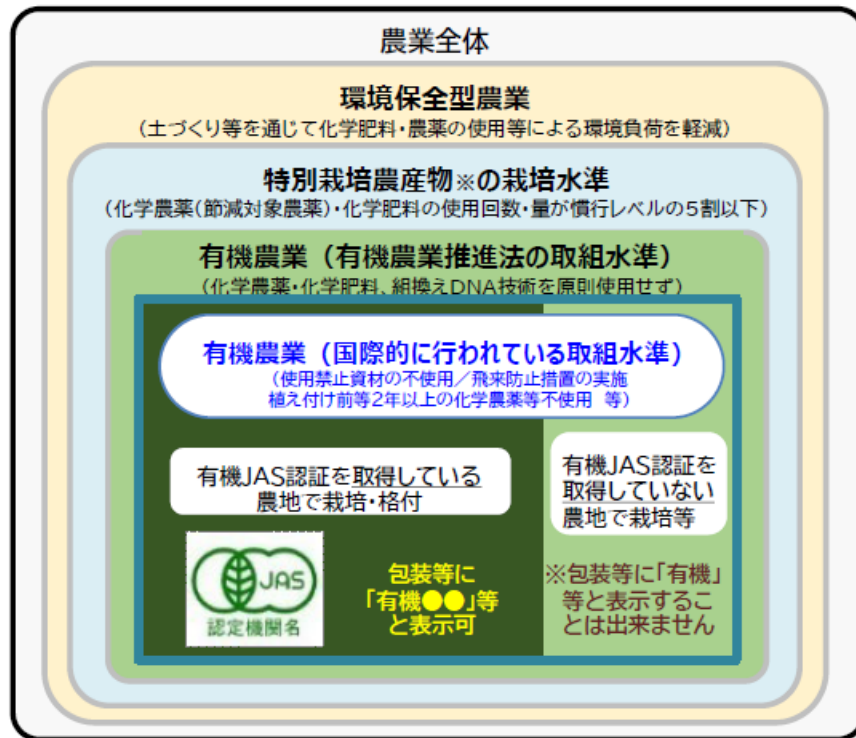 農業全体
環境保全型農業
（土づくり等を通じて化学肥料・農薬の使用等による環境負荷を軽減）
特別栽培農産物※の栽培水準
（化学農薬（節減対象農薬）・化学肥料の使用回数・量が慣行レベルの5割以下）
有機農業（有機農業推進法の取組水準）
（化学農薬・化学肥料、組換えDNA技術を原則使用せず）
有機農業（国際的に行われている取組水準）
（使用禁止資材の不使用／飛来防止措置の実施
植え付け前等2年以上の化学農薬等不使用　等）
有機JAS認証を取得している
農地で栽培・格付
JAS
認定機関名
包装等に
「有機●●」等
と表示可
有機JAS認証を
取得していない
農地で栽培等
※包装等に「有機」
等と表示するこ
とは出来ません